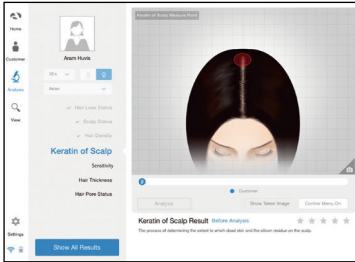 Home
Customer
Analysis
View
Settings
Aram Huvis
30's
Asian
Hair Loss Status
Scalp Status
Hair Density
Keratin of Scalp
Sensitivity
Hair Thickness
Hair Pore Status
Show All Results
Keratin of Scalp Measure Point
Customer
Analysis
Show Taken Image
Control Menu On
Keratin of Scalp Result Before Analysis
The process of determining the extent to which dead skin and the silicon residue on the scalp.